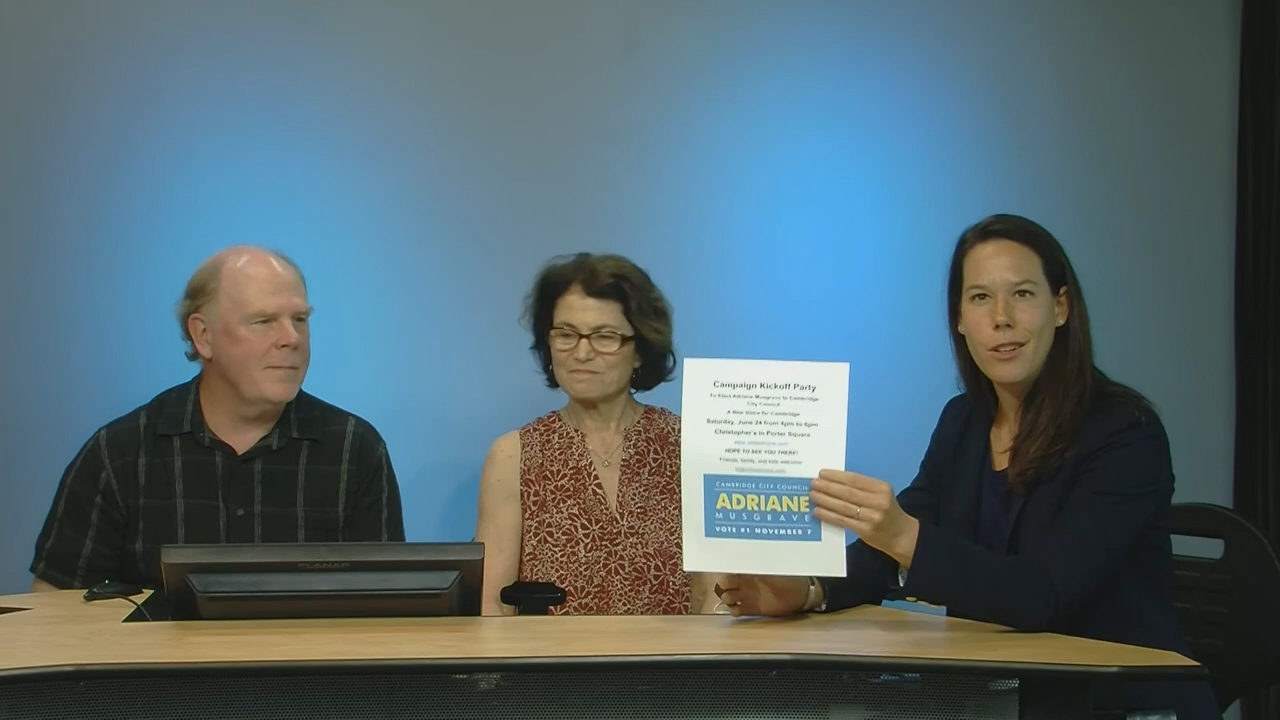 PLANAR
Campaign Kickoff Party
To Elect Adriane Musgrave to Cambridge
City Council
A New Voice for Cambridge
Saturday, June 24 from 4pm to 6pm
Christopher's in Porter Square
HOPE TO SEE YOU THERE!
Friends, family, and kids welcome
CAMBRIDGE CITY COUNCIL
ADRIANE
MUSGRAVE
VOTE #1 NOVEMBER 7